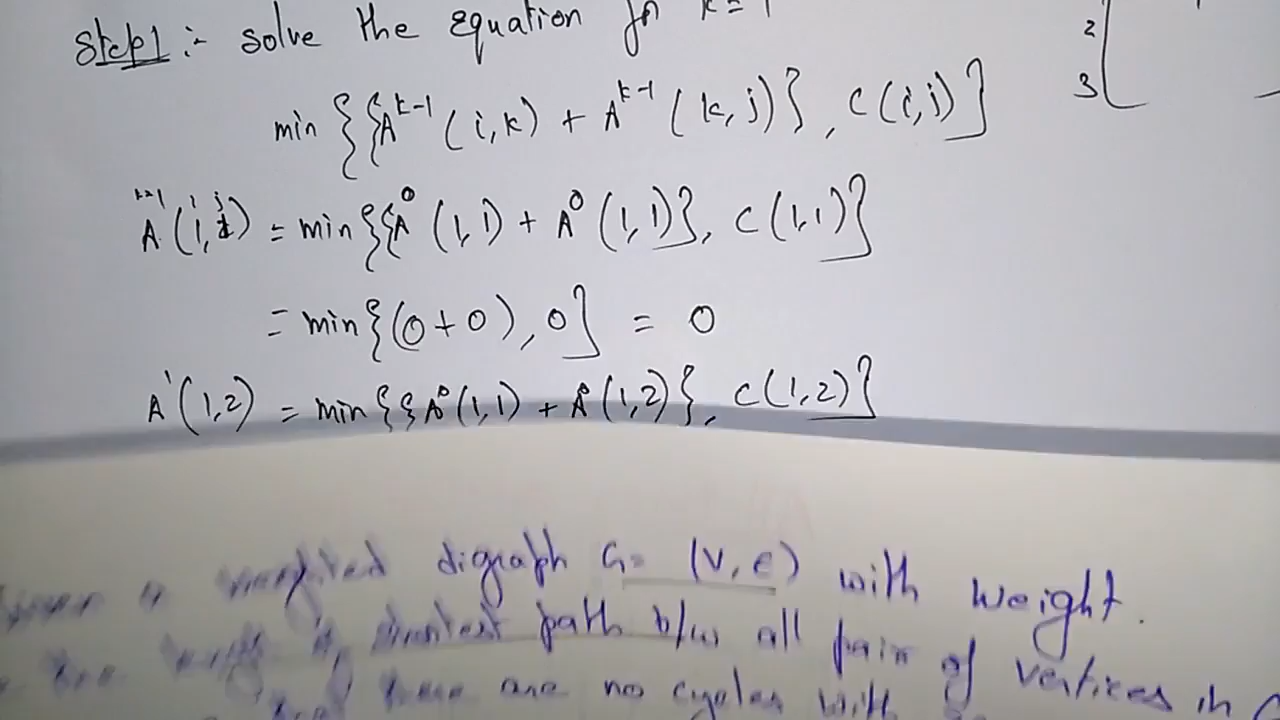 Step1 :- solve the equation for k = 1
min {{A^k-1 (i,k) + A^k-1 (k,j)}, C(i,j)}
2
3
k=1 i j
A (1,1) = min{{A^0 (1,1) + A^0 (1,1)}, C(1,1)}
= min{(0+0), 0} = 0
A^1(1,2) = min{{A^0(1,1) + A^0(1,2)}, C(1,2)}
digraph G= (V,E) with weight.
shortest path b/w all pair of vertices in
are no cycles with